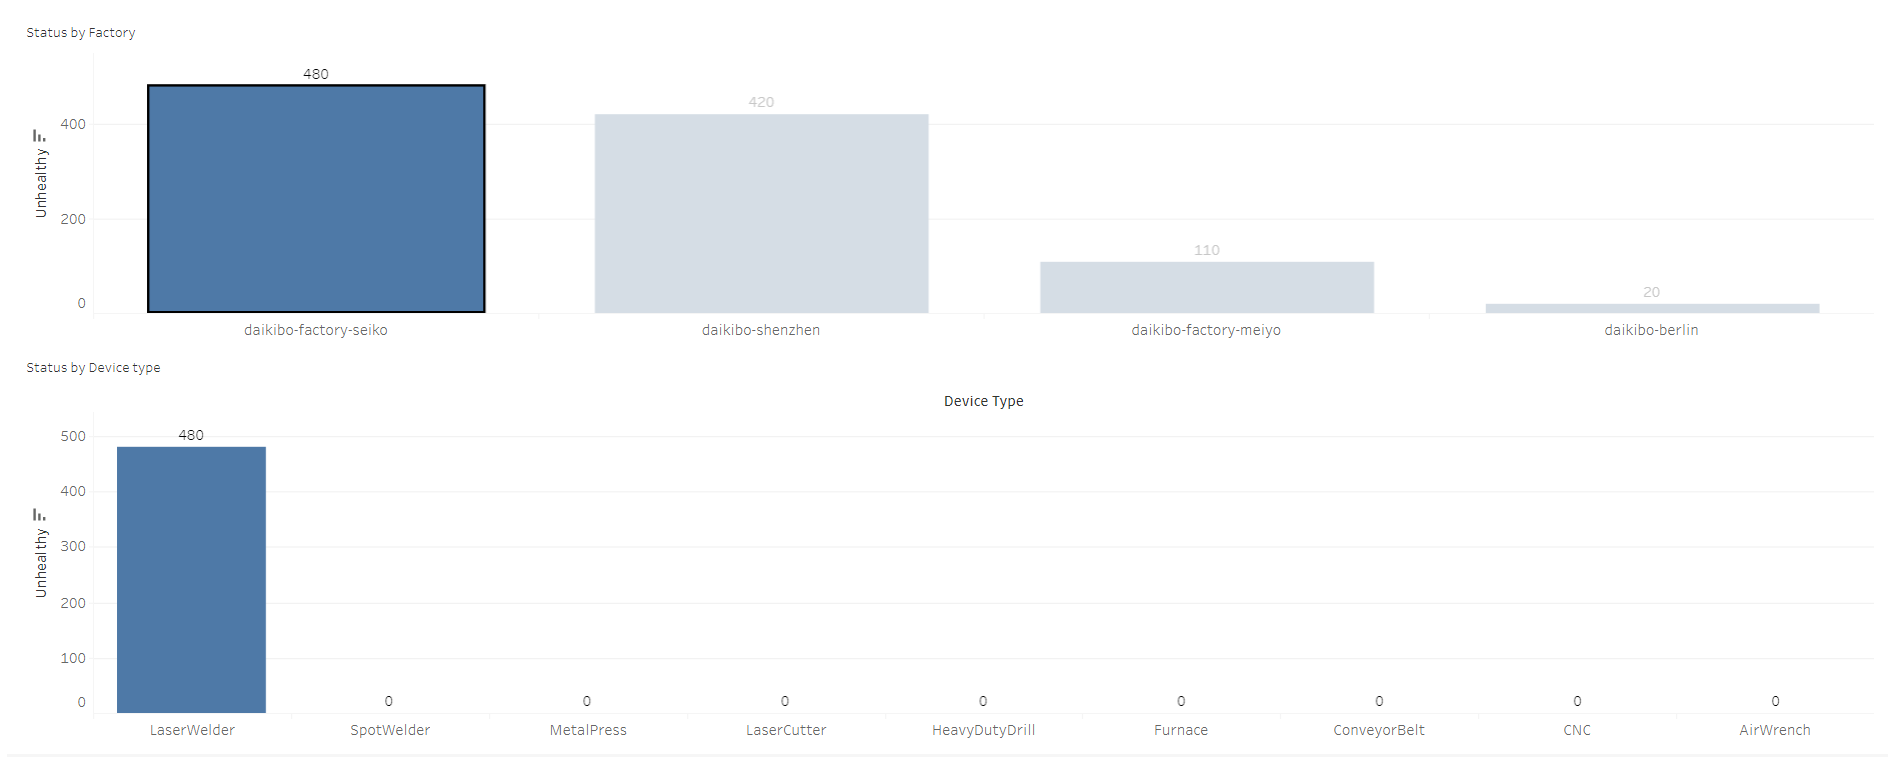 Status by Factory
480
420
400
Unhealthy
200
110
20
0
daikibo-factory-seiko daikibo-shenzhen daikibo-factory-meiyo daikibo-berlin
Status by Device type
Device Type
500
480
400
300
Unhealthy
200
100
0 0 0 0 0 0 0 0 0
LaserWelder SpotWelder MetalPress LaserCutter HeavyDutyDrill Furnace ConveyorBelt CNC AirWrench